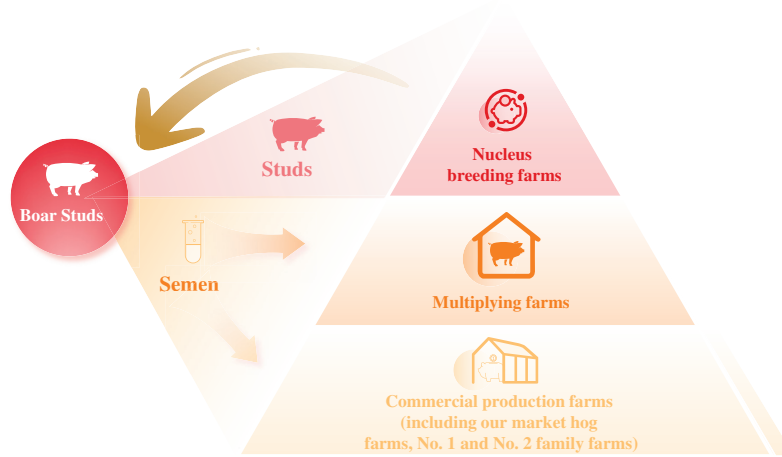 Nucleus
breeding farms
Studs
Boar Studs
Semen
Multiplying farms
Commercial production farms
(including our market hog
farms, No. 1 and No. 2 family farms)